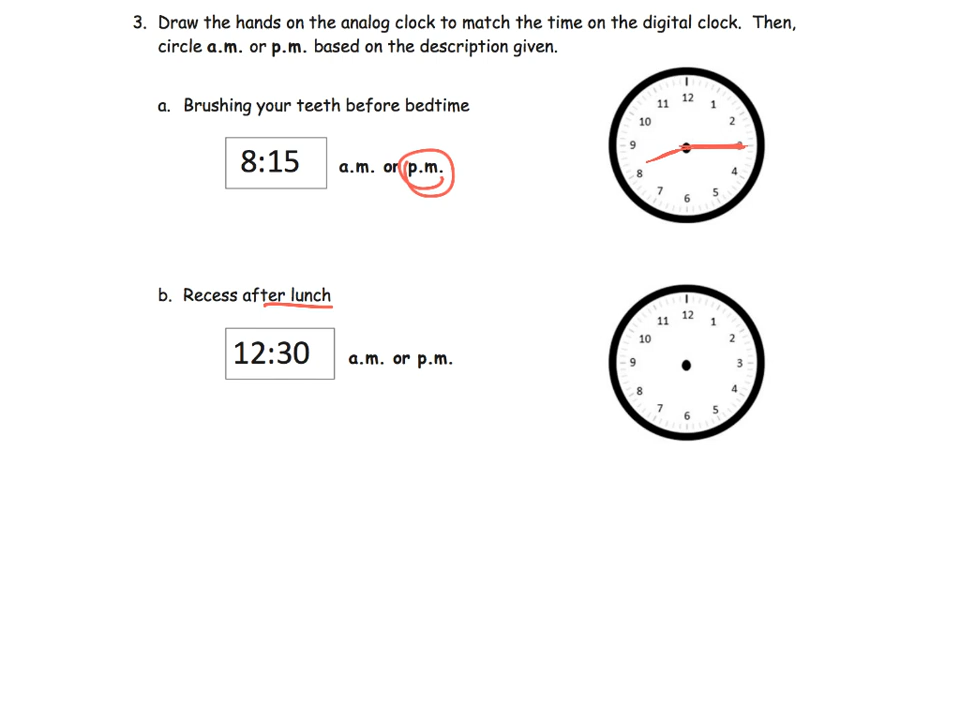 3. Draw the hands on the analog clock to match the time on the digital clock. Then,
circle a.m. or p.m. based on the description given.
a. Brushing your teeth before bedtime
8:15 a.m. or p.m.
12
11 1
10 2
9
8 4
7 5
6
b. Recess after lunch
12:30 a.m. or p.m.
12
11 1
10 2
9 3
8 4
7 5
6